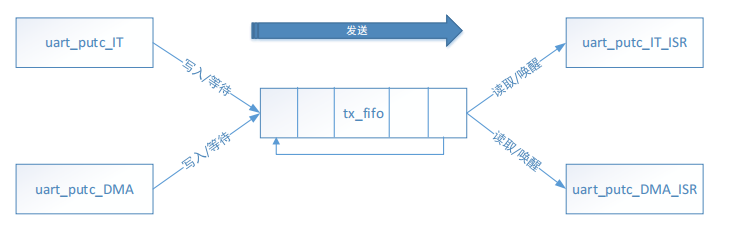 uart_putc_IT
发送
uart_putc_IT_ISR
写入/等待
读取/唤醒
tx_fifo
写入/等待
读取/唤醒
uart_putc_DMA
uart_putc_DMA_ISR